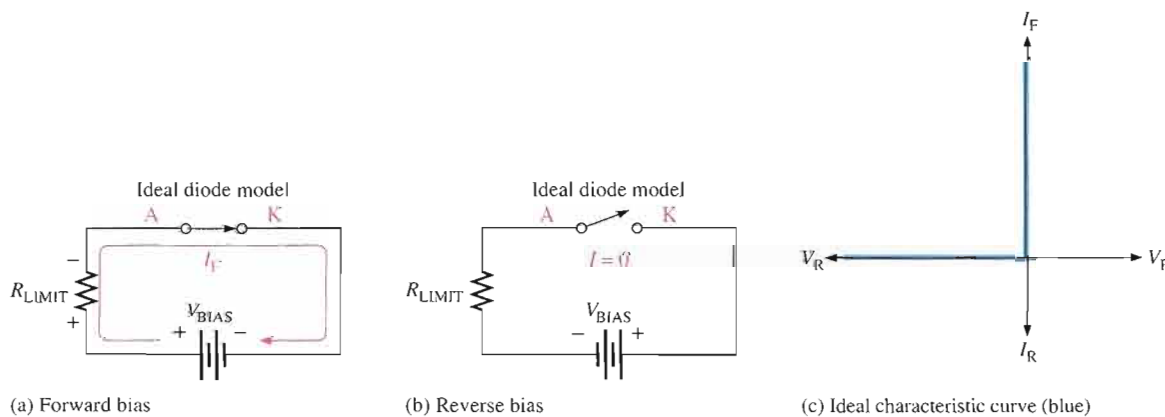 Ideal diode model
A K
I_F
−
R_LIMIT
+
V_BIAS
+ −
(a) Forward bias
Ideal diode model
A K
I = 0
R_LIMIT
V_BIAS
− +
(b) Reverse bias
I_F
V_R V_F
I_R
(c) Ideal characteristic curve (blue)